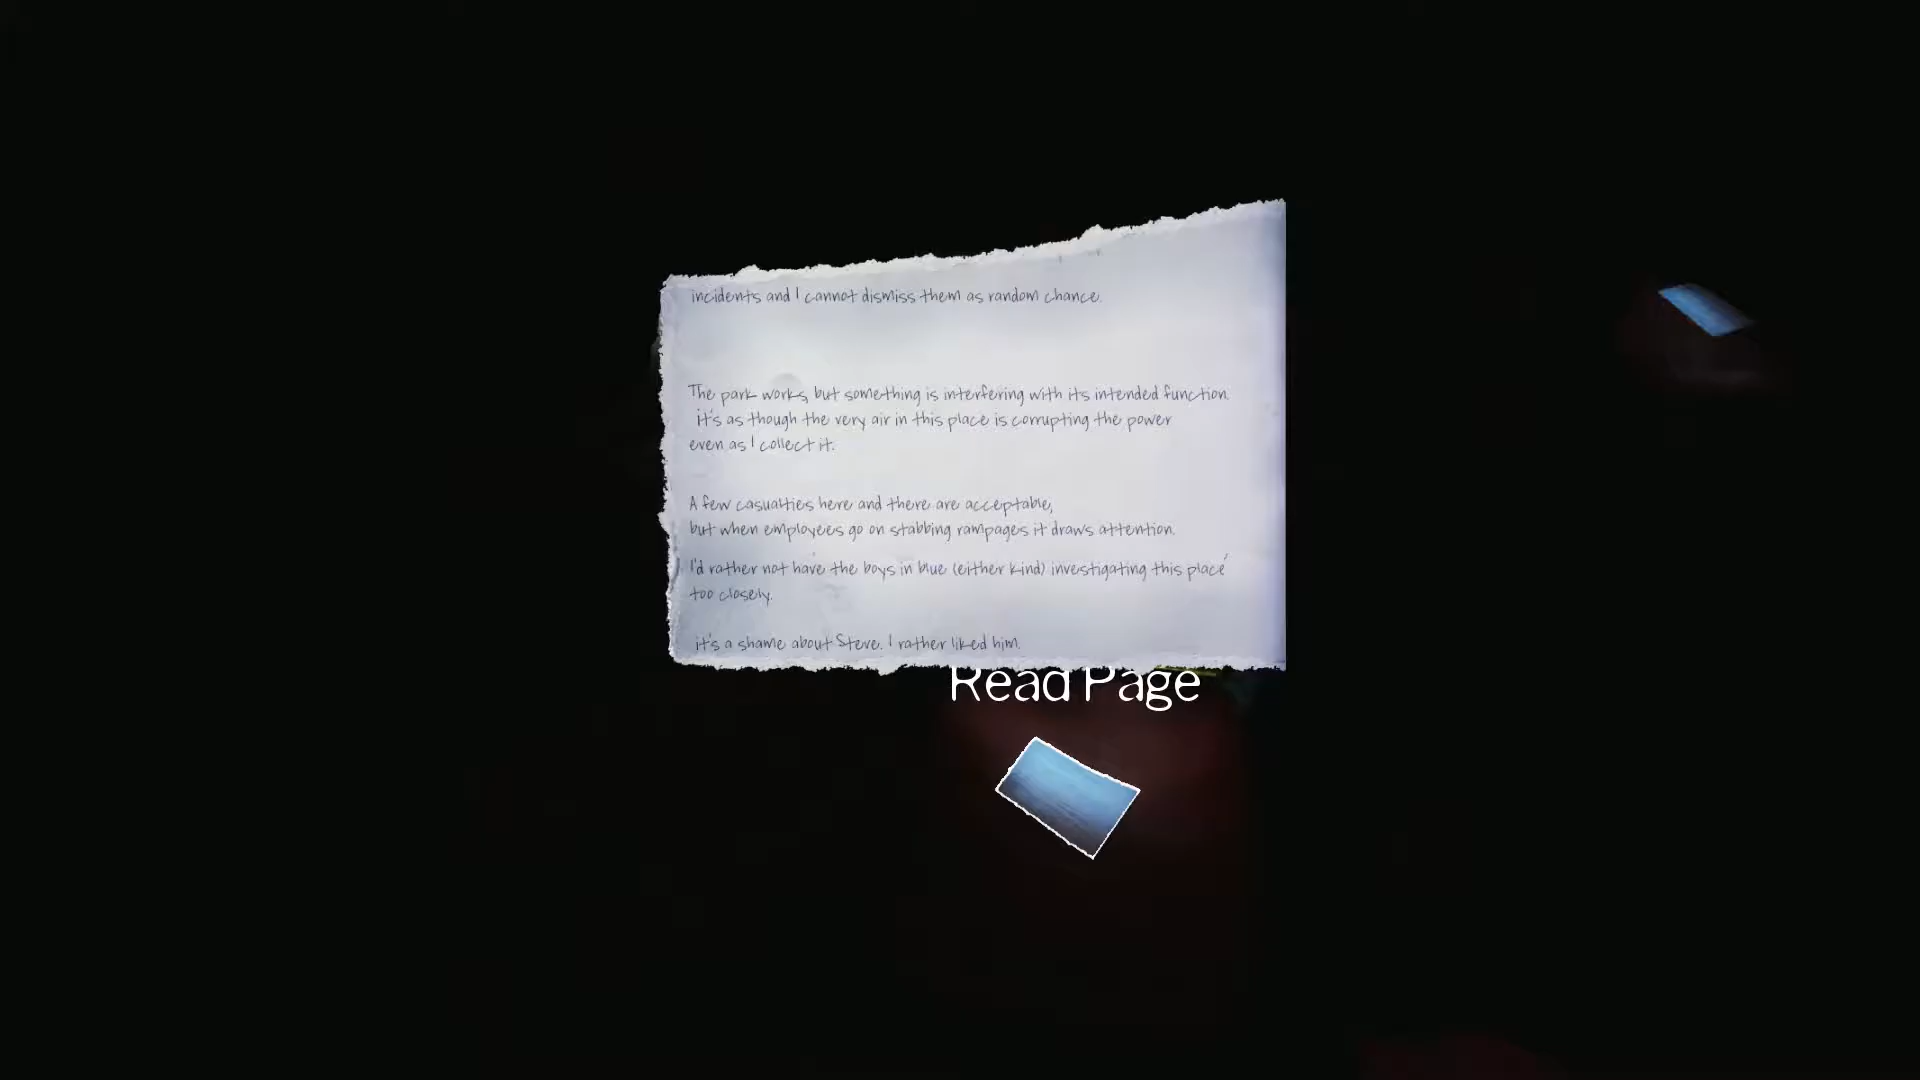 incidents and I cannot dismiss them as random chance.
The park works, but something is interfering with its intended function.
it's as though the very air in this place is corrupting the power
even as I collect it.
A few casualties here and there are acceptable,
but when employees go on stabbing rampages it draws attention.
I'd rather not have the boys in blue (either kind) investigating this place
too closely.
it's a shame about Steve. I rather liked him.
Read Page